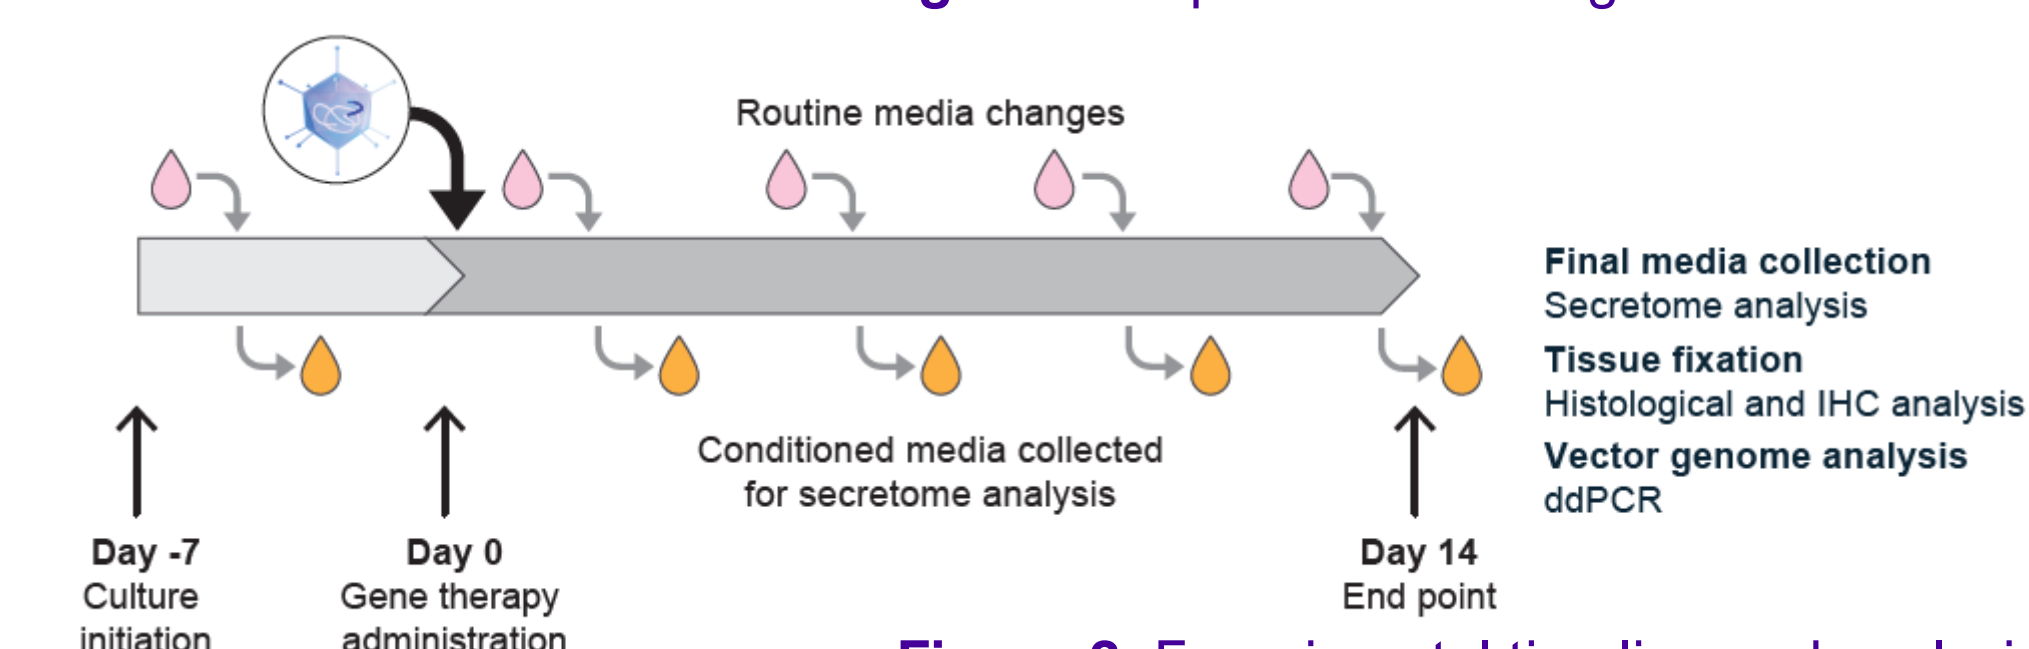 Routine media changes
Final media collection
Secretome analysis
Tissue fixation
Histological and IHC analysis
Vector genome analysis
ddPCR
Conditioned media collected
for secretome analysis
Day -7
Culture
initiation
Day 0
Gene therapy
administration
Day 14
End point